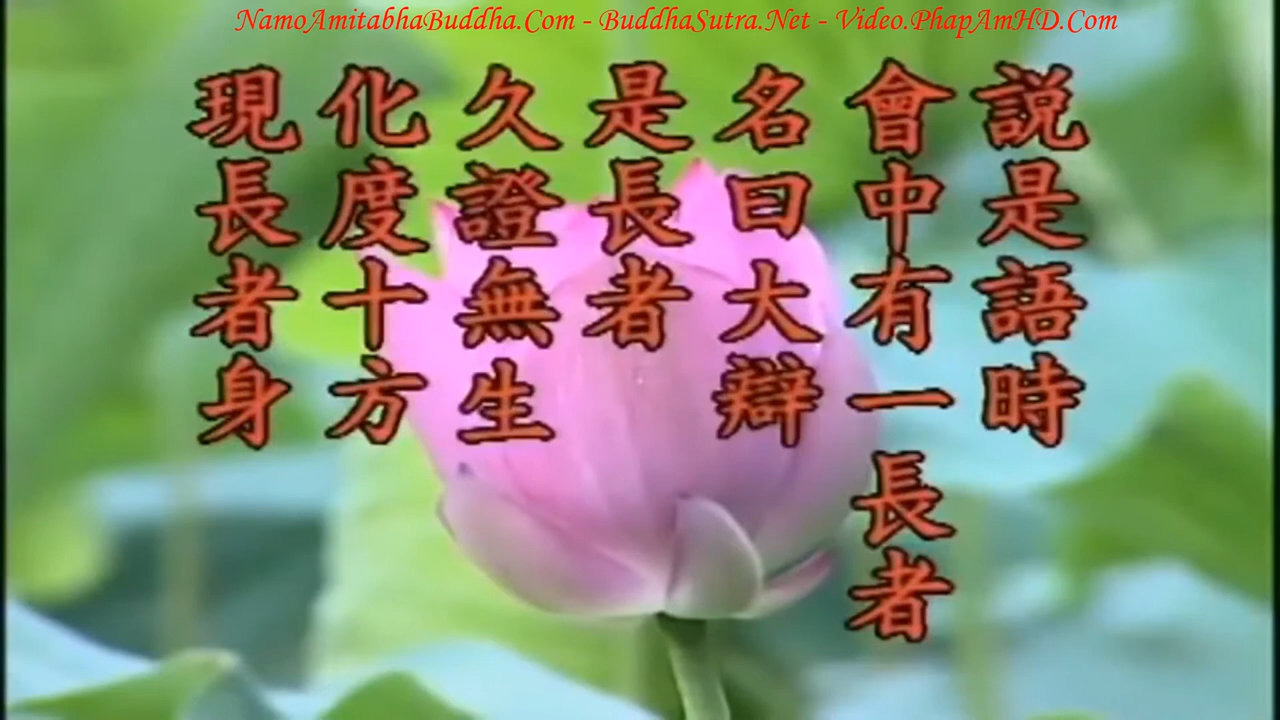 NamoAmitabhaBuddha.Com - BuddhaSutra.Net - Video.PhapAmHD.Com
説是語時
會中有一長者
名曰大辯
是長者
久證無生
化度十方
現長者身